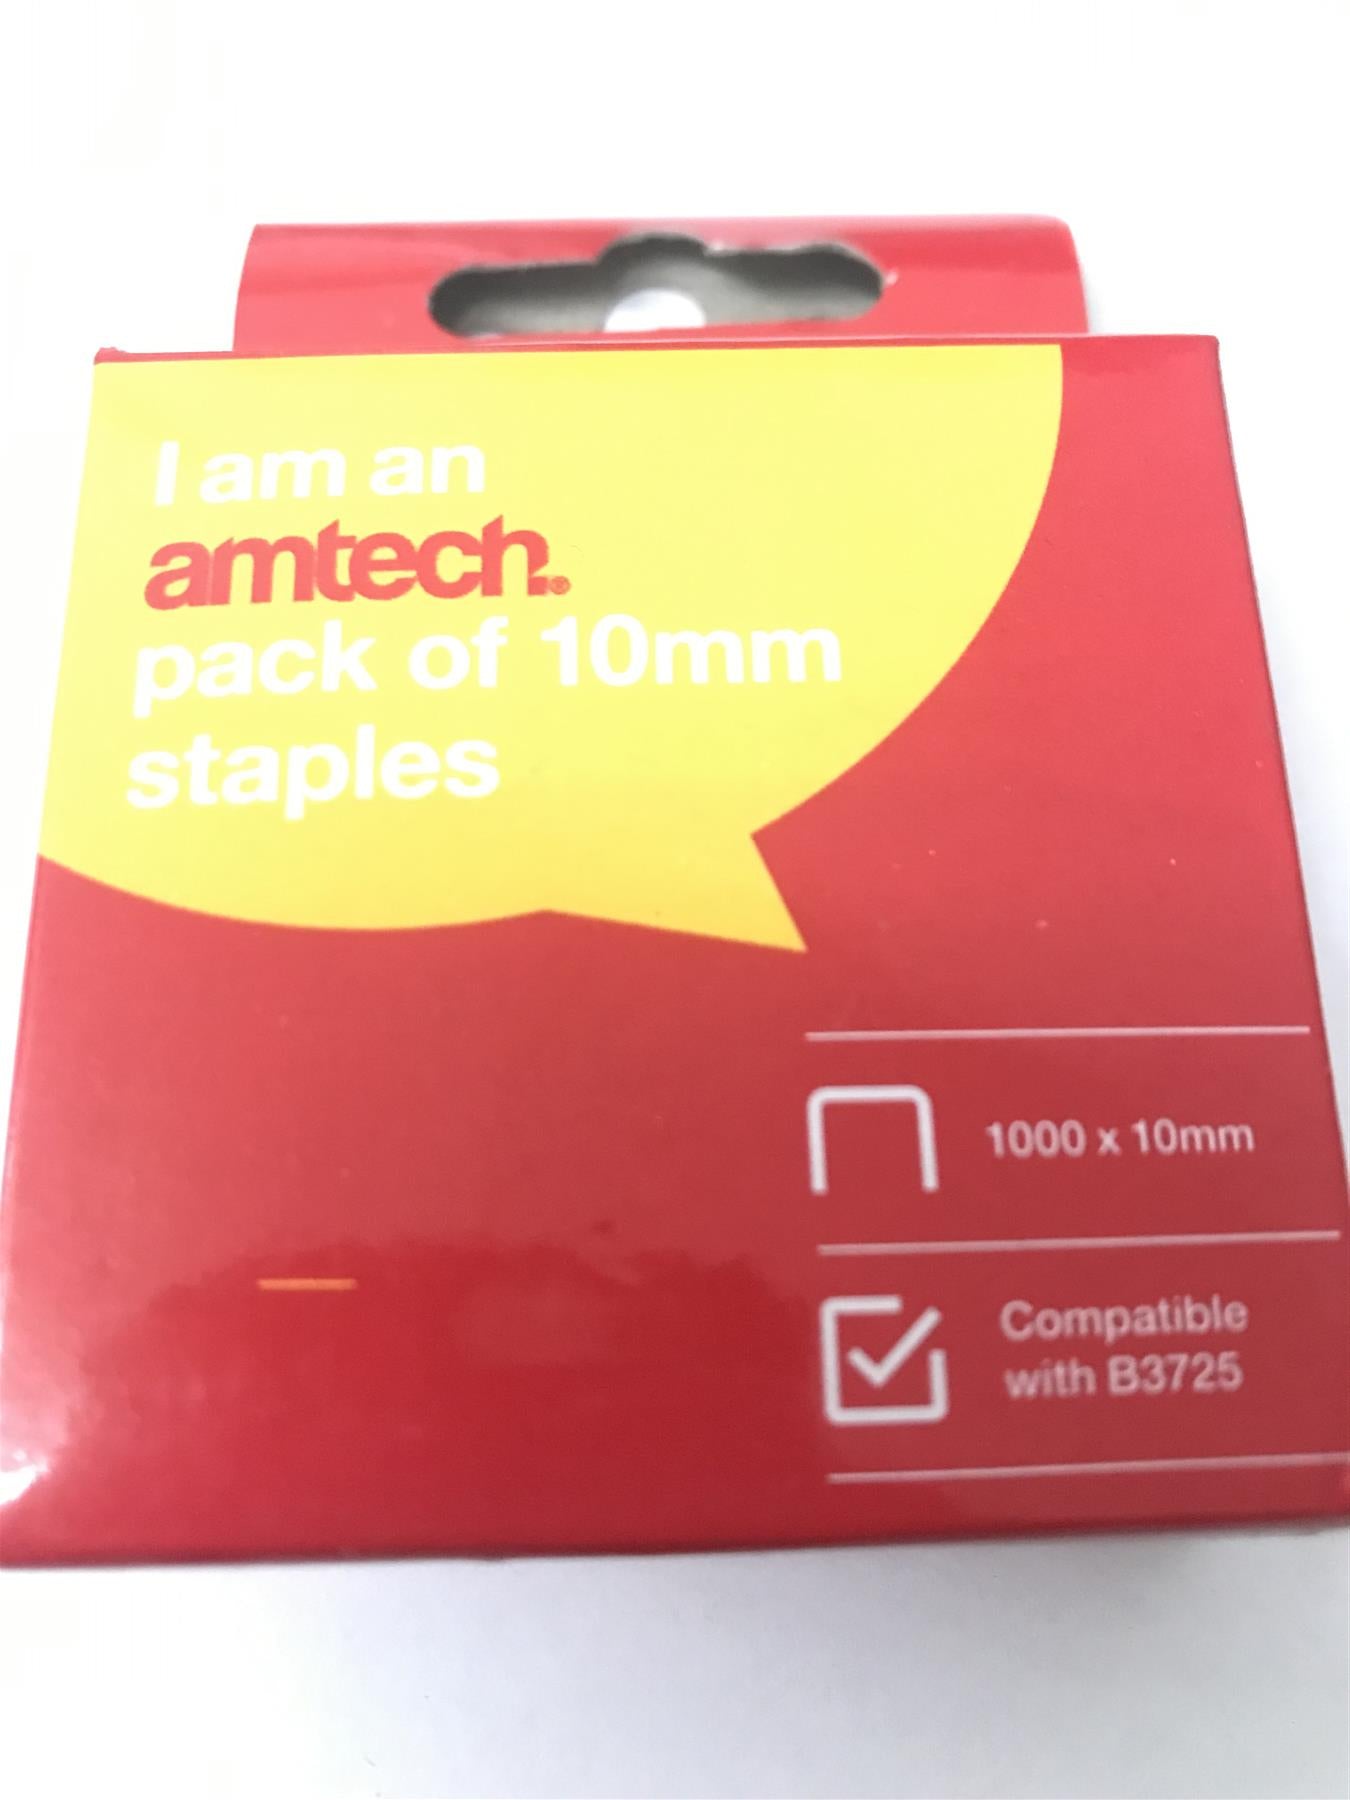 I am an
amtech®
pack of 10mm
staples
1000 x 10mm
Compatible
with B3725